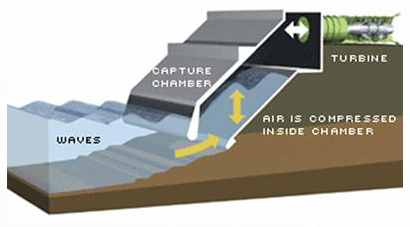 CAPTURE
CHAMBER
TURBINE
WAVES
AIR IS COMPRESSED
INSIDE CHAMBER